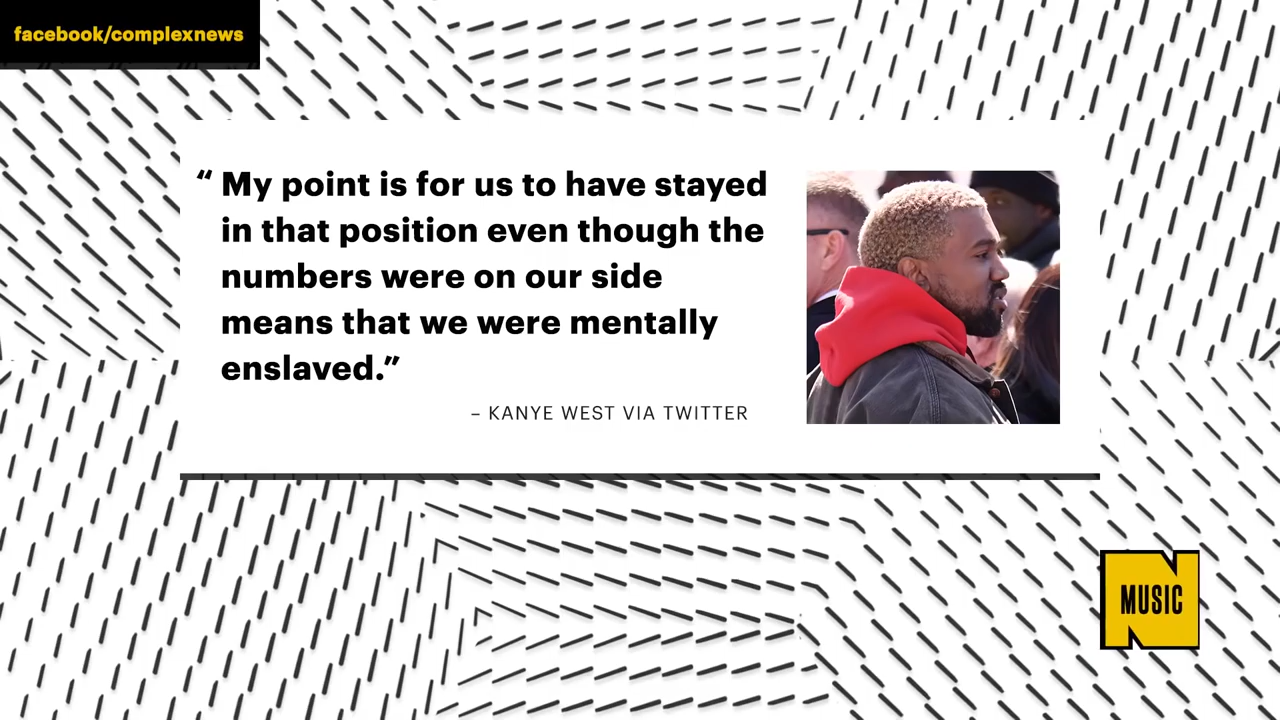 facebook/complexnews
“ My point is for us to have stayed
in that position even though the
numbers were on our side
means that we were mentally
enslaved.”
– KANYE WEST VIA TWITTER
MUSIC